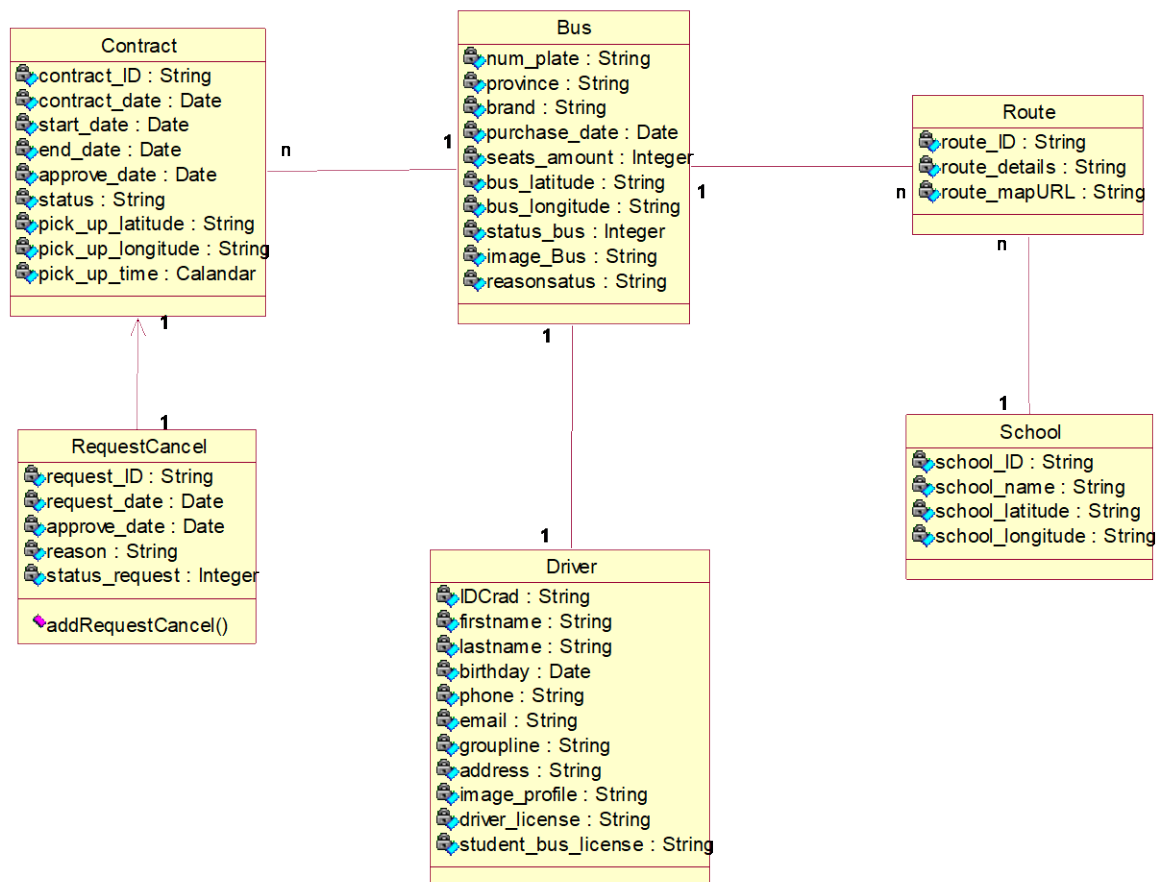 Contract
contract_ID : String
contract_date : Date
start_date : Date
end_date : Date
approve_date : Date
status : String
pick_up_latitude : String
pick_up_longitude : String
pick_up_time : Calandar
n
1
Bus
num_plate : String
province : String
brand : String
purchase_date : Date
seats_amount : Integer
bus_latitude : String
bus_longitude : String
status_bus : Integer
image_Bus : String
reasonsatus : String
1
n
Route
route_ID : String
route_details : String
route_mapURL : String
n
1
School
school_ID : String
school_name : String
school_latitude : String
school_longitude : String
1
1
RequestCancel
request_ID : String
request_date : Date
approve_date : Date
reason : String
status_request : Integer
addRequestCancel()
1
1
Driver
IDCrad : String
firstname : String
lastname : String
birthday : Date
phone : String
email : String
groupline : String
address : String
image_profile : String
driver_license : String
student_bus_license : String